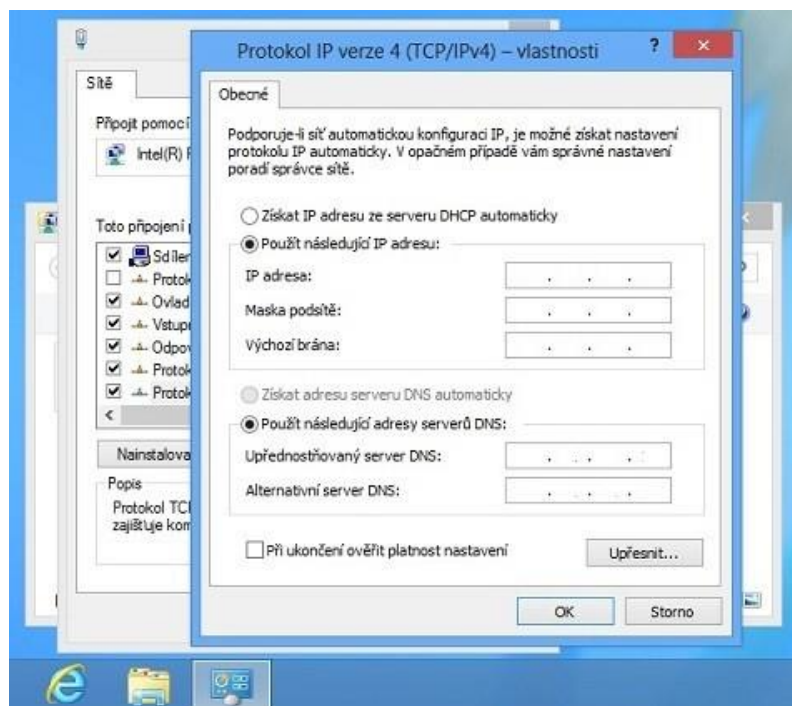 Protokol IP verze 4 (TCP/IPv4) – vlastnosti
?
Sítě
Připojit pomocí
Intel(R)
Toto připojení
Obecné
Podporuje-li síť automatickou konfiguraci IP, je možné získat nastavení
protokolu IP automaticky. V opačném případě vám správné nastavení
poradí správce sítě.
Získat IP adresu ze serveru DHCP automaticky
Použít následující IP adresu:
IP adresa:
Maska podsítě:
Výchozí brána:
Získat adresu serveru DNS automaticky
Použít následující adresy serverů DNS:
Upřednostňovaný server DNS:
Alternativní server DNS:
Při ukončení ověřit platnost nastavení
Upřesnit...
OK
Storno
Sdílen
Protok
Ovlad
Vstupn
Odpov
Protok
Protok
Nainstalova
Popis
Protokol TC
zajišťuje kom